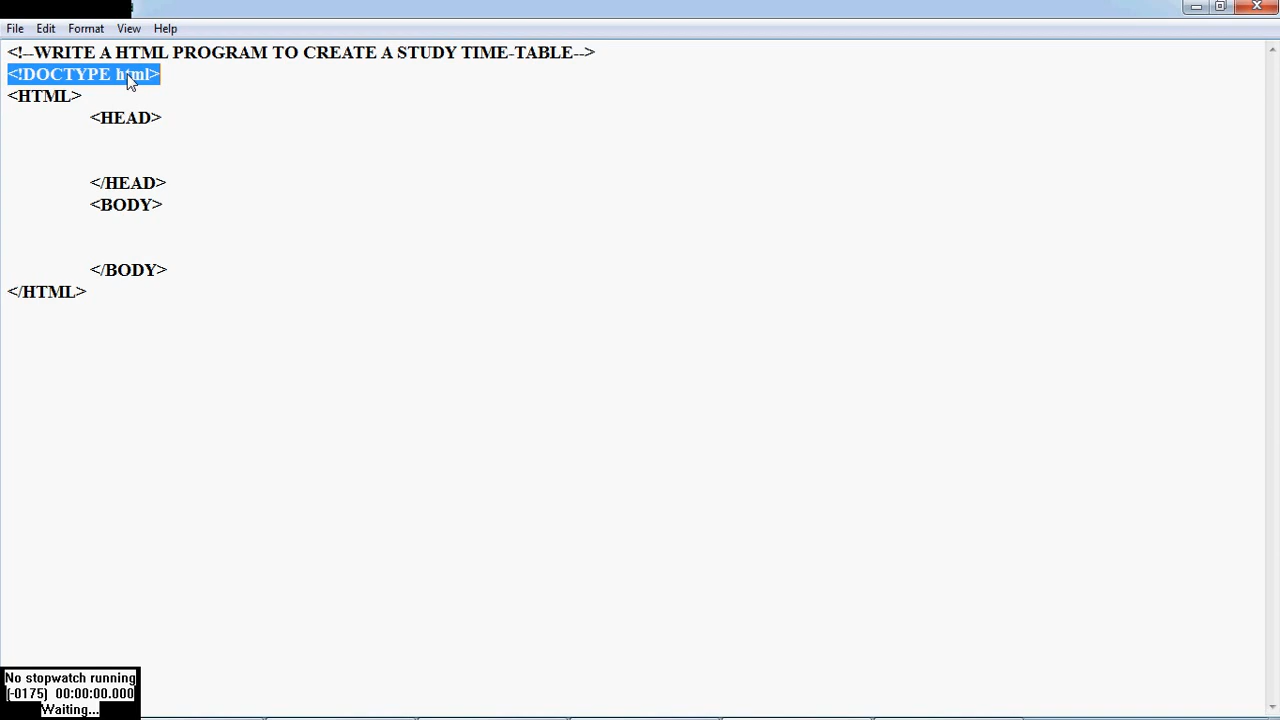 File Edit Format View Help
<!--WRITE A HTML PROGRAM TO CREATE A STUDY TIME-TABLE-->
<!DOCTYPE html>
<HTML>
<HEAD>
</HEAD>
<BODY>
</BODY>
</HTML>
No stopwatch running
(-0175) 00:00:00.000
Waiting...